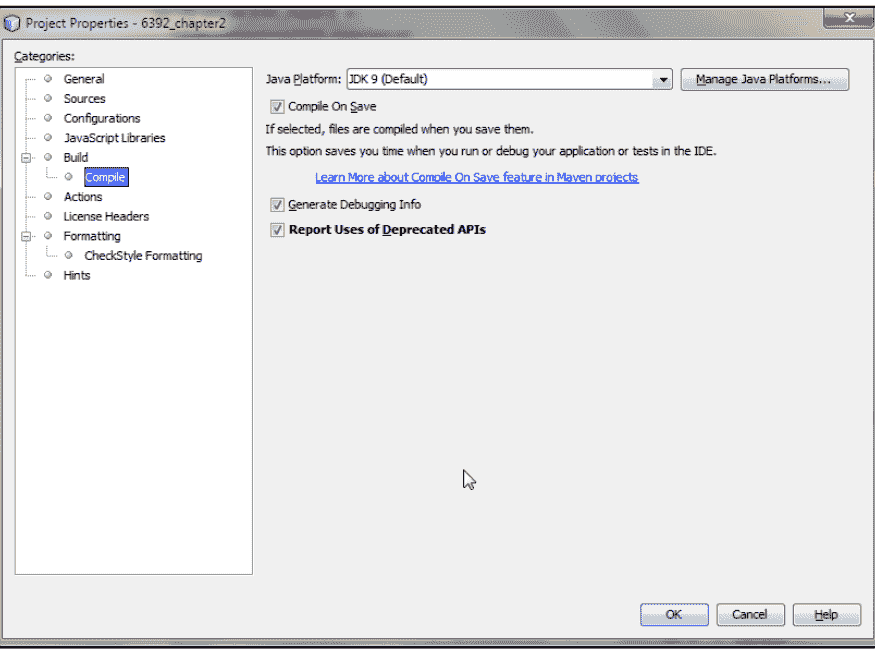 Project Properties - 6392_chapter2
Categories:
General
Sources
Configurations
JavaScript Libraries
Build
Compile
Actions
License Headers
Formatting
CheckStyle Formatting
Hints
Java Platform: JDK 9 (Default) Manage Java Platforms...
Compile On Save
If selected, files are compiled when you save them.
This option saves you time when you run or debug your application or tests in the IDE.
Learn More about Compile On Save feature in Maven projects
Generate Debugging Info
Report Uses of Deprecated APIs
OK Cancel Help